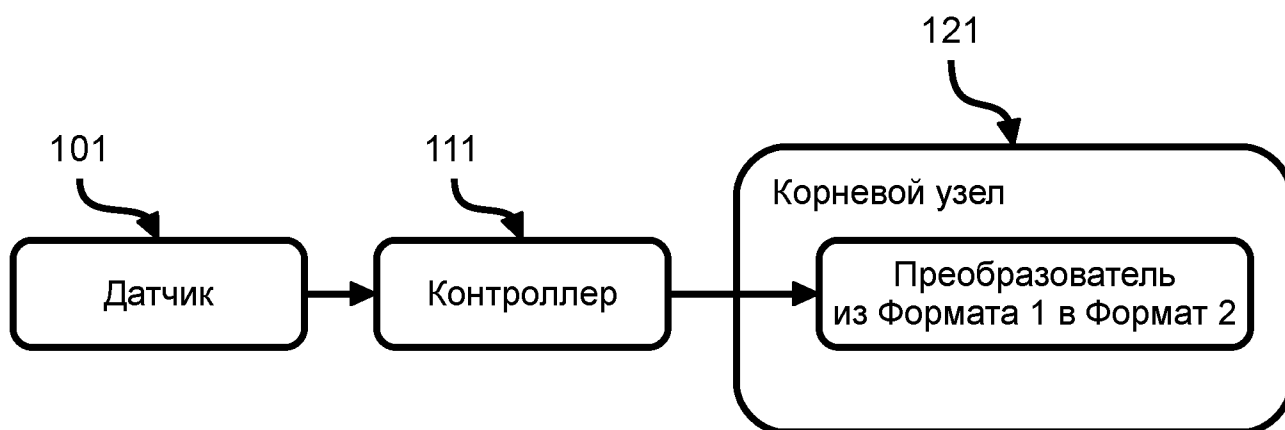 121
101
111
Корневой узел
Датчик
Контроллер
Преобразователь
из Формата 1 в Формат 2